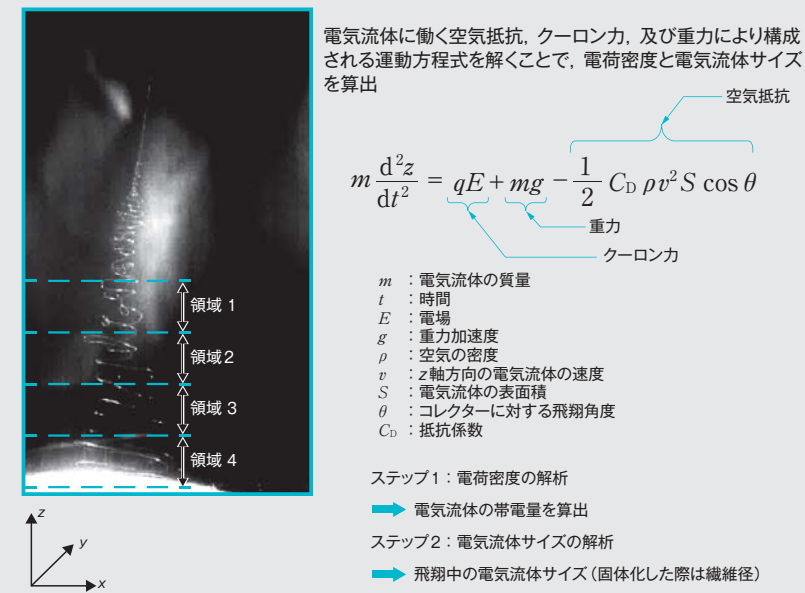 電気流体に働く空気抵抗，クーロン力，及び重力により構成
される運動方程式を解くことで，電荷密度と電気流体サイズ
を算出
空気抵抗
m d²z/dt² = qE + mg − 1/2 C_D ρv² S cos θ
重力
クーロン力
m ：電気流体の質量
t ：時間
E ：電場
g ：重力加速度
ρ ：空気の密度
v ：z軸方向の電気流体の速度
S ：電気流体の表面積
θ ：コレクターに対する飛翔角度
C_D ：抵抗係数
領域 1
領域2
領域 3
領域 4
ステップ1：電荷密度の解析
電気流体の帯電量を算出
ステップ2：電気流体サイズの解析
飛翔中の電気流体サイズ（固体化した際は繊維径）
z
y
x